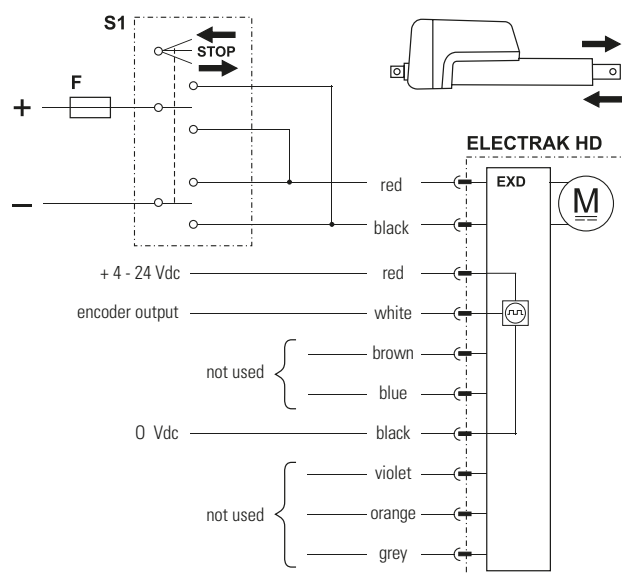 S1
STOP
F
+
—
ELECTRAK HD
EXD
M
red
black
+ 4 - 24 Vdc
red
encoder output
white
not used
brown
blue
0 Vdc
black
not used
violet
orange
grey